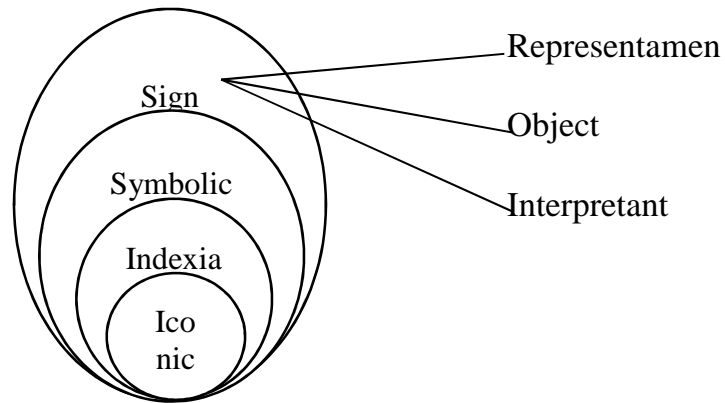 Representamen
Sign
Object
Symbolic
Interpretant
Indexia
Ico
nic